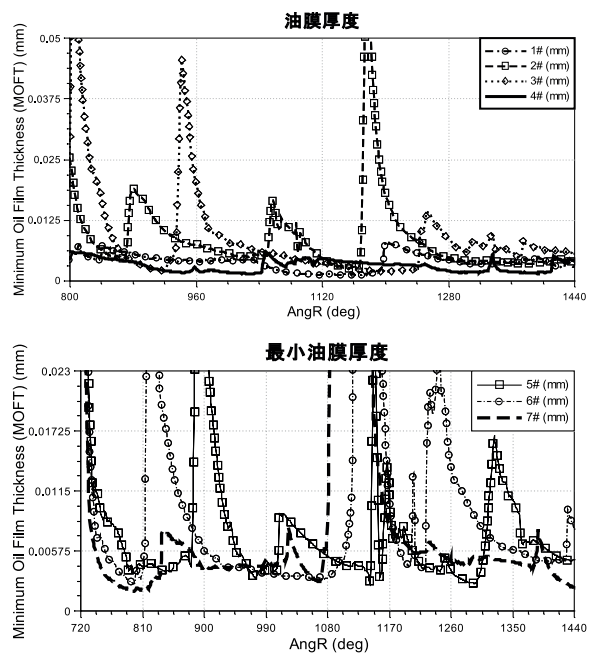 油膜厚度
Minimum Oil Film Thickness (MOFT) (mm)
0.05
0.0375
0.025
0.0125
0
1# (mm)
2# (mm)
3# (mm)
4# (mm)
800 960 1120 1280 1440
AngR (deg)
最小油膜厚度
Minimum Oil Film Thickness (MOFT) (mm)
0.023
0.01725
0.0115
0.00575
0
5# (mm)
6# (mm)
7# (mm)
720 810 900 990 1080 1170 1260 1350 1440
AngR (deg)